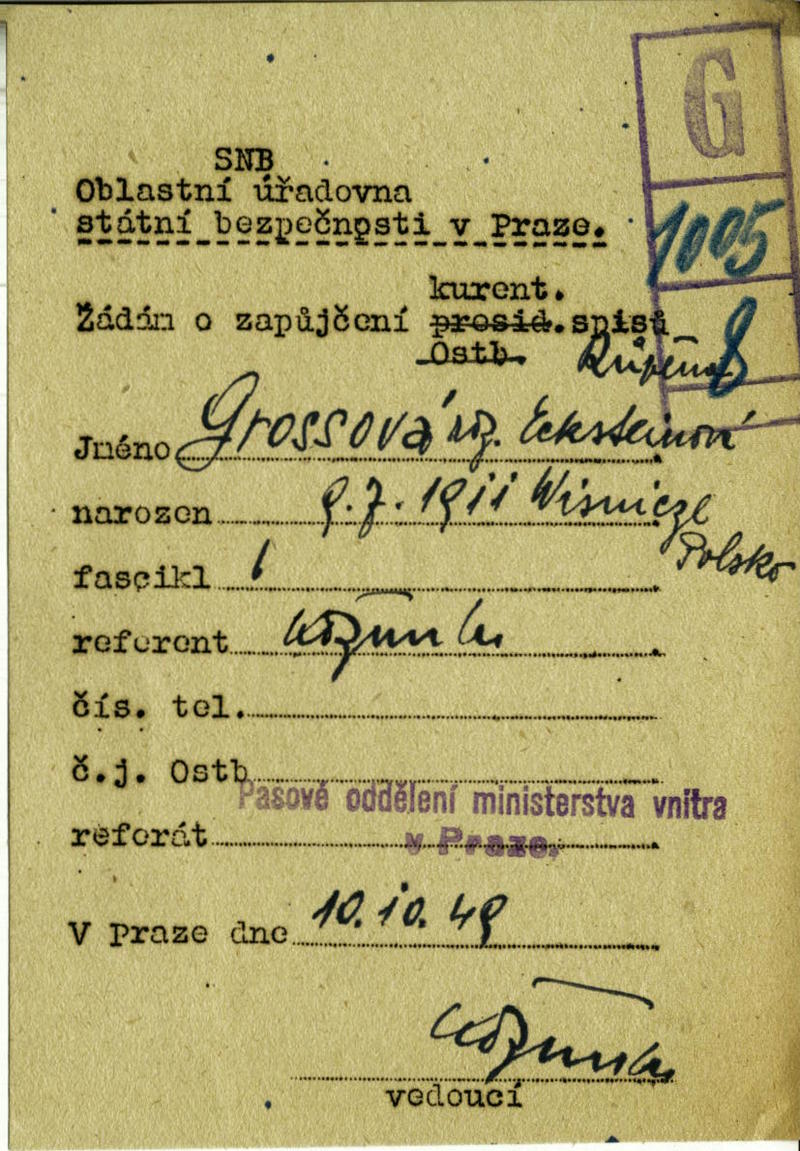 G
1005
8
SNB
Oblastní úřadovna
státní bezpečnosti v Praze.
kurent.
Žádám o zapůjčení presid. spisů
Ostb.
Jméno Grossová roz. Ecksteinová
narozen 9.7.1911 Wisnicze
Polsko
fascikl 1
referent
čís. tel.
č.j. Ostb
Pasové oddělení ministerstva vnitra
v Praze.
referát
V Praze dne 10.10.49
vedoucí